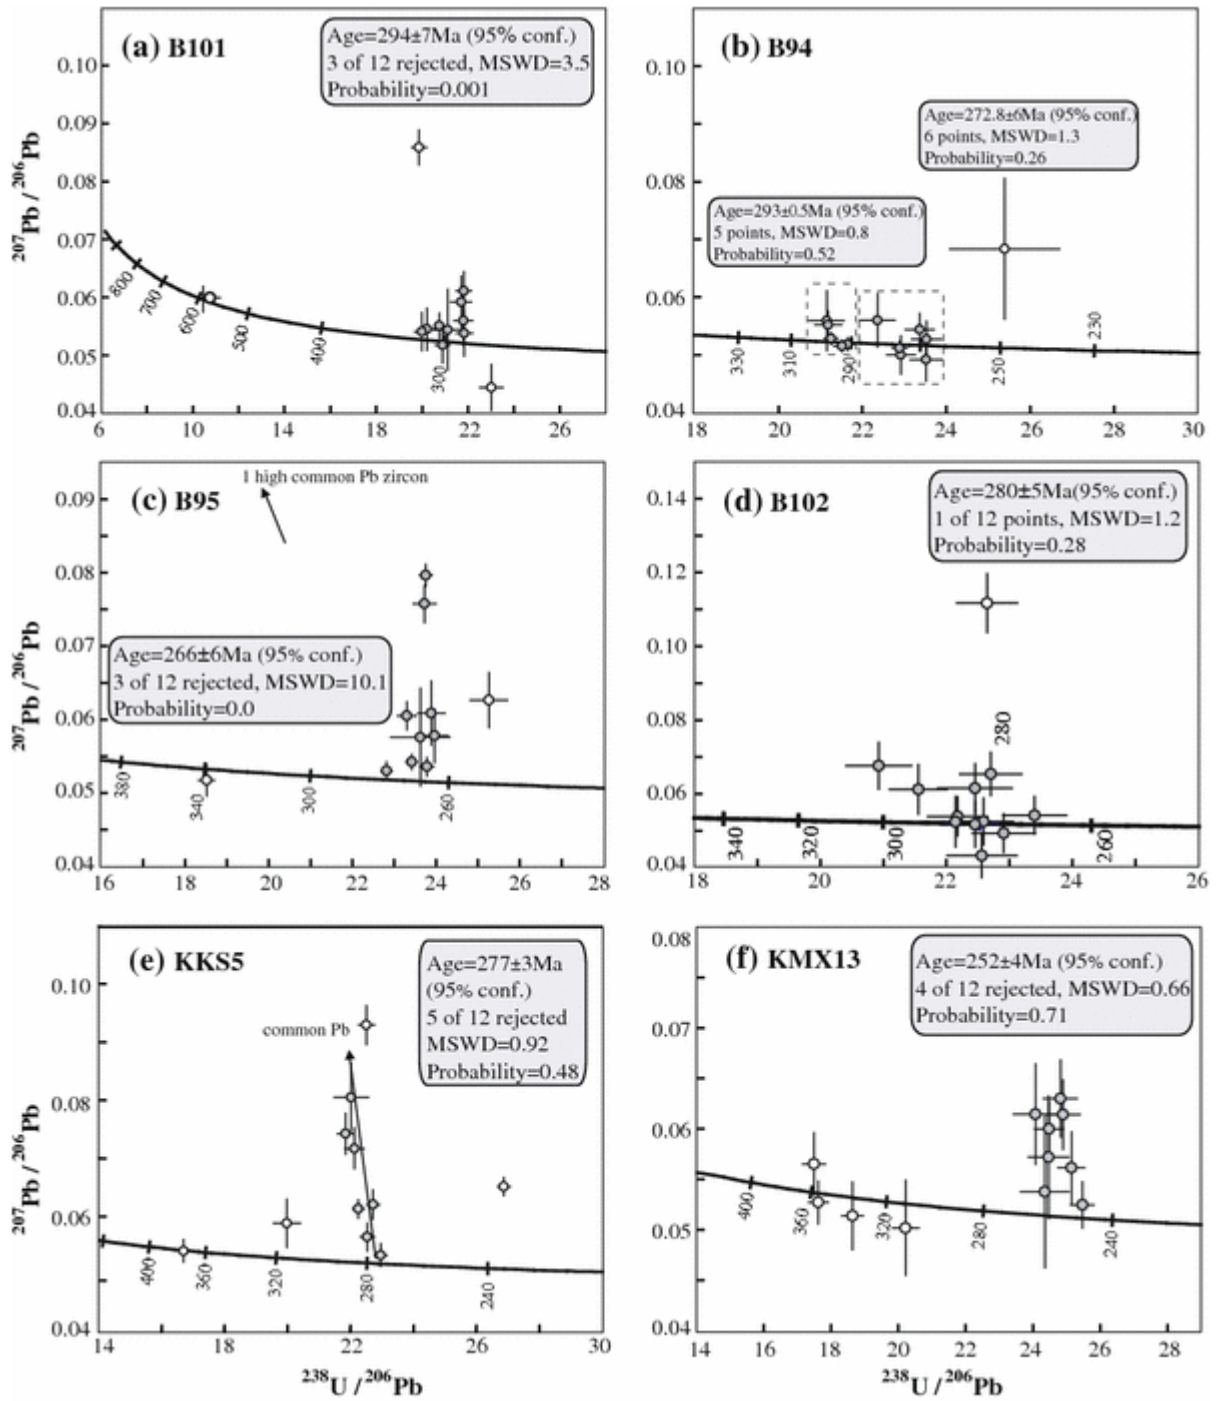 (a) B101
Age=294±7Ma (95% conf.)
3 of 12 rejected, MSWD=3.5
Probability=0.001
207Pb / 206Pb
0.10
0.09
0.08
0.07
0.06
0.05
0.04
800
700
600
500
400
300
6
10
14
18
22
26
(b) B94
Age=272.8±6Ma (95% conf.)
6 points, MSWD=1.3
Probability=0.26
Age=293±0.5Ma (95% conf.)
5 points, MSWD=0.8
Probability=0.52
0.10
0.08
0.06
0.04
330
310
290
250
230
18
20
22
24
26
28
30
(c) B95
1 high common Pb zircon
Age=266±6Ma (95% conf.)
3 of 12 rejected, MSWD=10.1
Probability=0.0
207Pb / 206Pb
0.09
0.08
0.07
0.06
0.05
0.04
380
340
300
260
16
18
20
22
24
26
28
(d) B102
Age=280±5Ma(95% conf.)
1 of 12 points, MSWD=1.2
Probability=0.28
0.14
0.12
0.10
0.08
0.06
0.04
340
320
300
280
260
20
22
24
26
(e) KKS5
Age=277±3Ma
(95% conf.)
5 of 12 rejected
MSWD=0.92
Probability=0.48
common Pb
207Pb / 206Pb
0.10
0.08
0.06
0.04
400
360
320
280
240
14
18
22
26
30
238U / 206Pb
(f) KMX13
Age=252±4Ma (95% conf.)
4 of 12 rejected, MSWD=0.66
Probability=0.71
0.08
0.07
0.06
0.05
0.04
400
360
320
280
240
14
16
18
20
22
24
26
28
238U / 206Pb